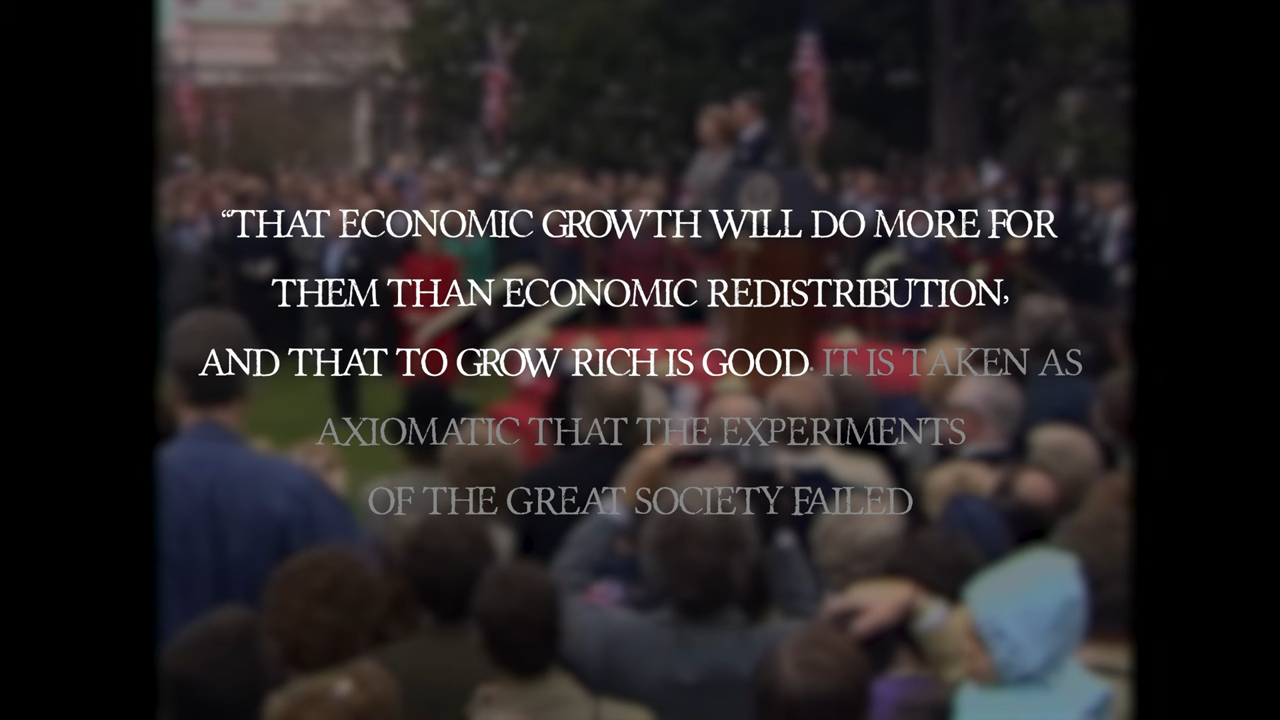 “THAT ECONOMIC GROWTH WILL DO MORE FOR
THEM THAN ECONOMIC REDISTRIBUTION,
AND THAT TO GROW RICH IS GOOD. IT IS TAKEN AS
AXIOMATIC THAT THE EXPERIMENTS
OF THE GREAT SOCIETY FAILED